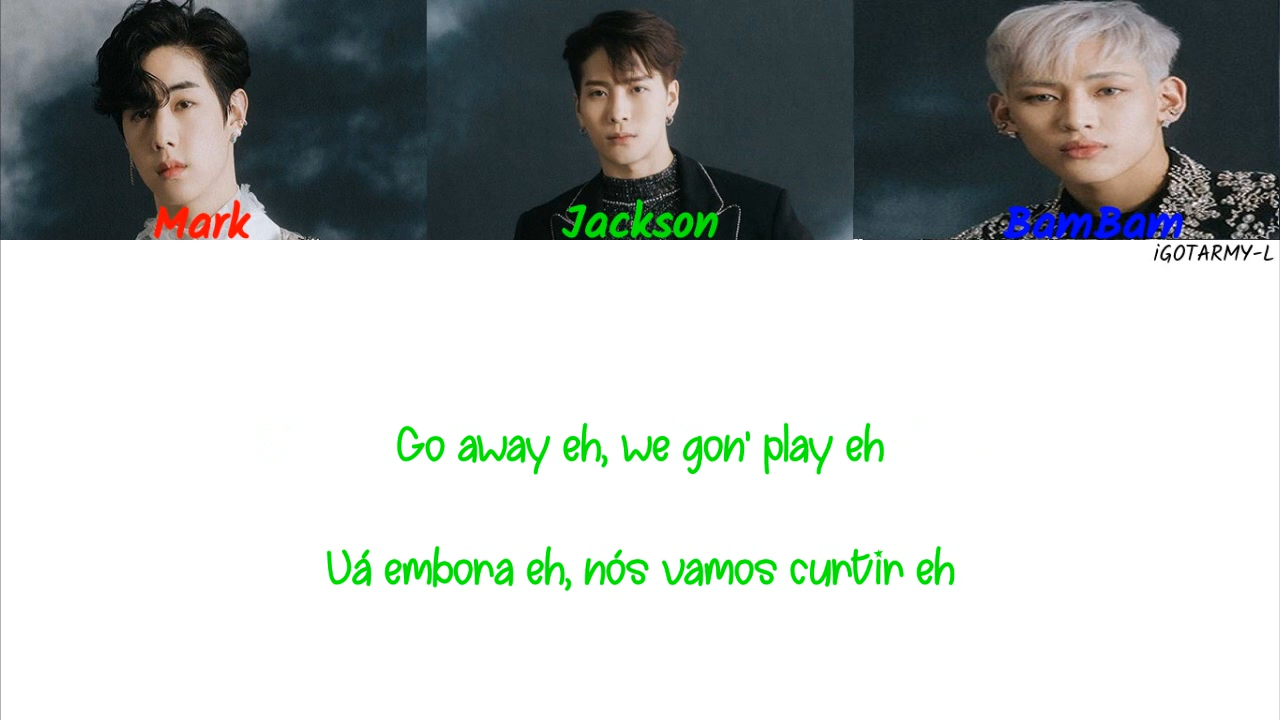 Mark
Jackson
BamBam
iGOTARMY-L
Go away eh, we gon' play eh
Vá embora eh, nós vamos curtir eh